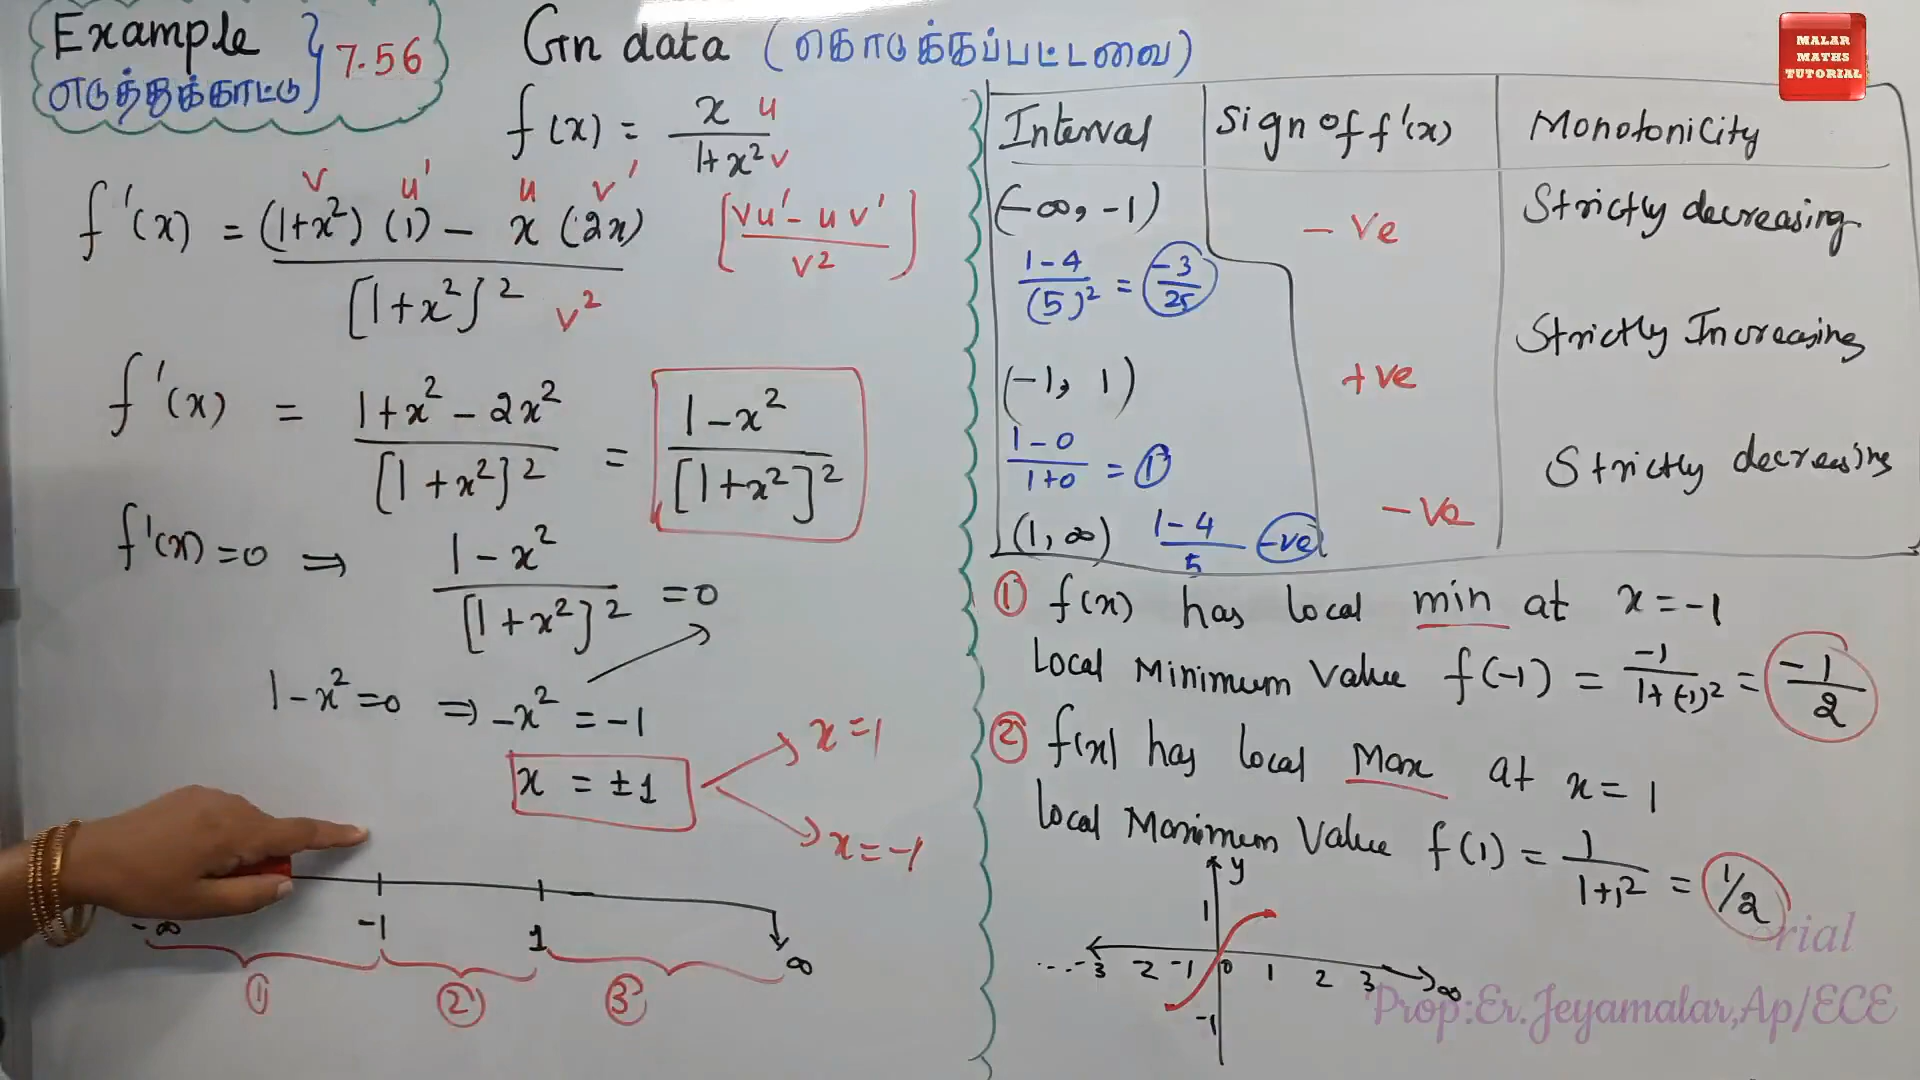 Example
எடுத்துக்காட்டு } 7.56
Gn data (கொடுக்கப்பட்டவை)
f(x) = x u / 1+x² v
v u' u v'
f'(x) = (1+x²) (1) - x (2x) / [1+x²]² v² [vu' - uv' / v²]
f'(x) = 1+x² - 2x² / [1+x²]² = 1-x² / [1+x²]²
f'(x) = 0 ⇒ 1-x² / [1+x²]² = 0
1-x² = 0 ⇒ -x² = -1
x = ±1
x = 1
x = -1
-∞ -1 1 ∞
① ② ③
Interval Sign of f'(x) Monotonicity
(-∞, -1) -ve Strictly decreasing
1-4 / (5)² = -3/25
(-1, 1) +ve Strictly Increasing
1-0 / 1+0 = 1
(1, ∞) 1-4 / 5 -ve -ve Strictly decreasing
① f(x) has local min at x = -1
Local Minimum Value f(-1) = -1 / 1+(-1)² = -1/2
② f(x) has local Max at x = 1
Local Maximum Value f(1) = 1 / 1+1² = 1/2
y
1
...-3 -2 -1 0 1 2 3 ∞
-1
MALAR
MATHS
TUTORIAL
rial
Prop:Er.Jeyamalar,Ap/ECE